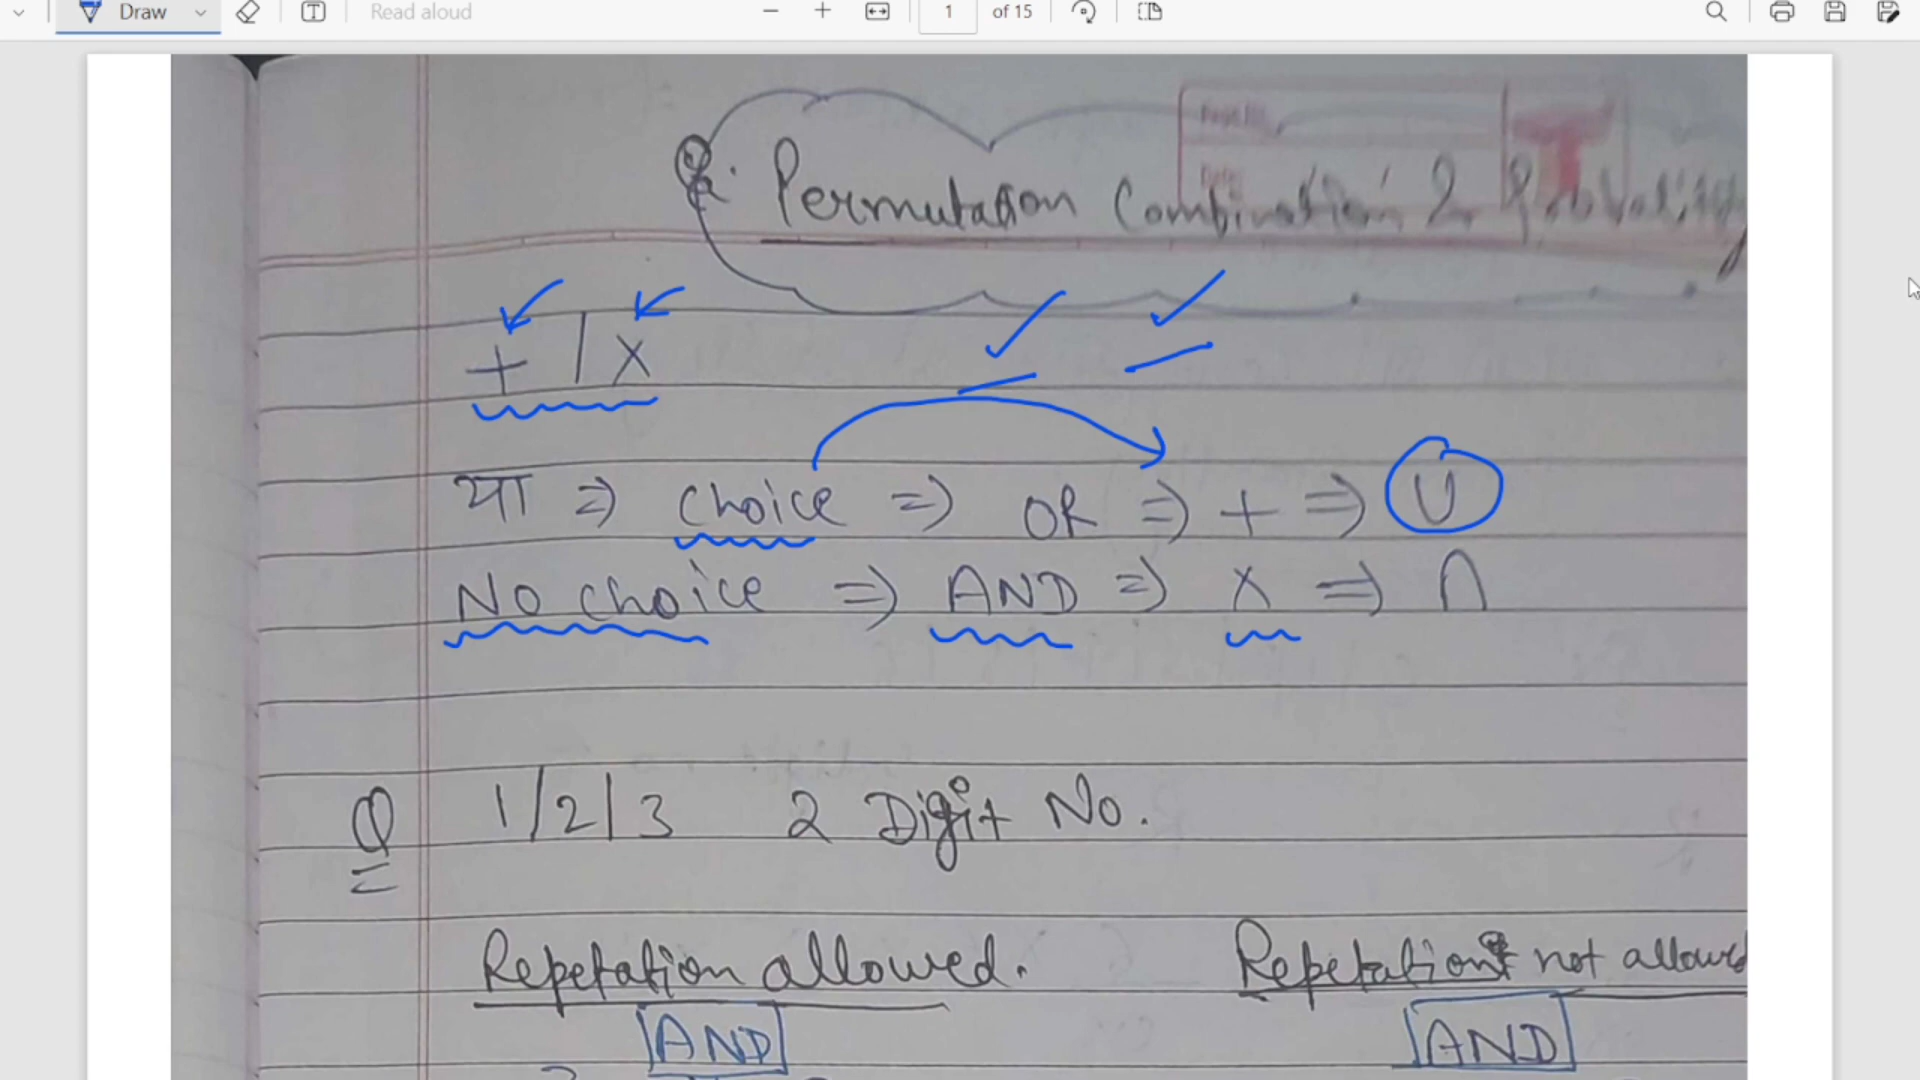 Draw
Read aloud
1 of 15
Permutation Combination & Probability
+ / x
या ⇒ choice ⇒ OR ⇒ + ⇒ U
No choice ⇒ AND ⇒ x ⇒ ∩
Q 1/2/3 2 Digit No.
Repetation allowed. Repetation not allowed
AND AND